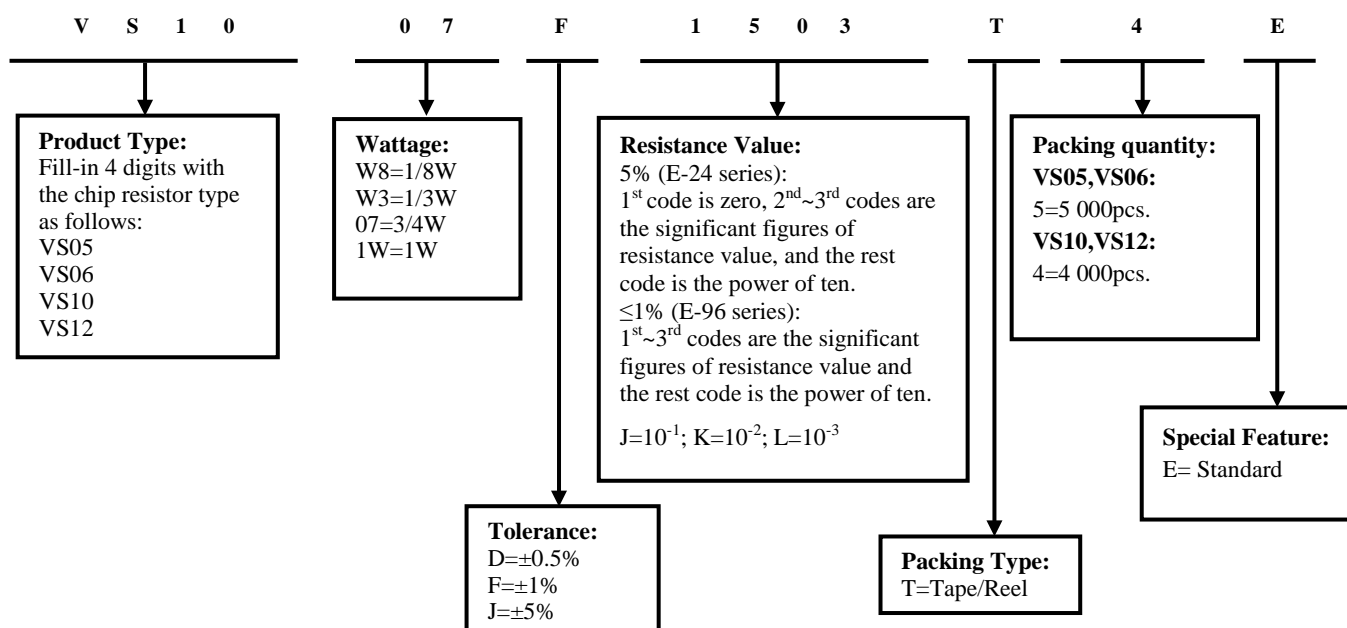 V S 1 0 0 7 F 1 5 0 3 T 4 E
Product Type:
Fill-in 4 digits with
the chip resistor type
as follows:
VS05
VS06
VS10
VS12
Wattage:
W8=1/8W
W3=1/3W
07=3/4W
1W=1W
Resistance Value:
5% (E-24 series):
1st code is zero, 2nd~3rd codes are
the significant figures of
resistance value, and the rest
code is the power of ten.
≤1% (E-96 series):
1st~3rd codes are the significant
figures of resistance value and
the rest code is the power of ten.
J=10-1; K=10-2; L=10-3
Packing quantity:
VS05,VS06:
5=5 000pcs.
VS10,VS12:
4=4 000pcs.
Special Feature:
E= Standard
Tolerance:
D=±0.5%
F=±1%
J=±5%
Packing Type:
T=Tape/Reel